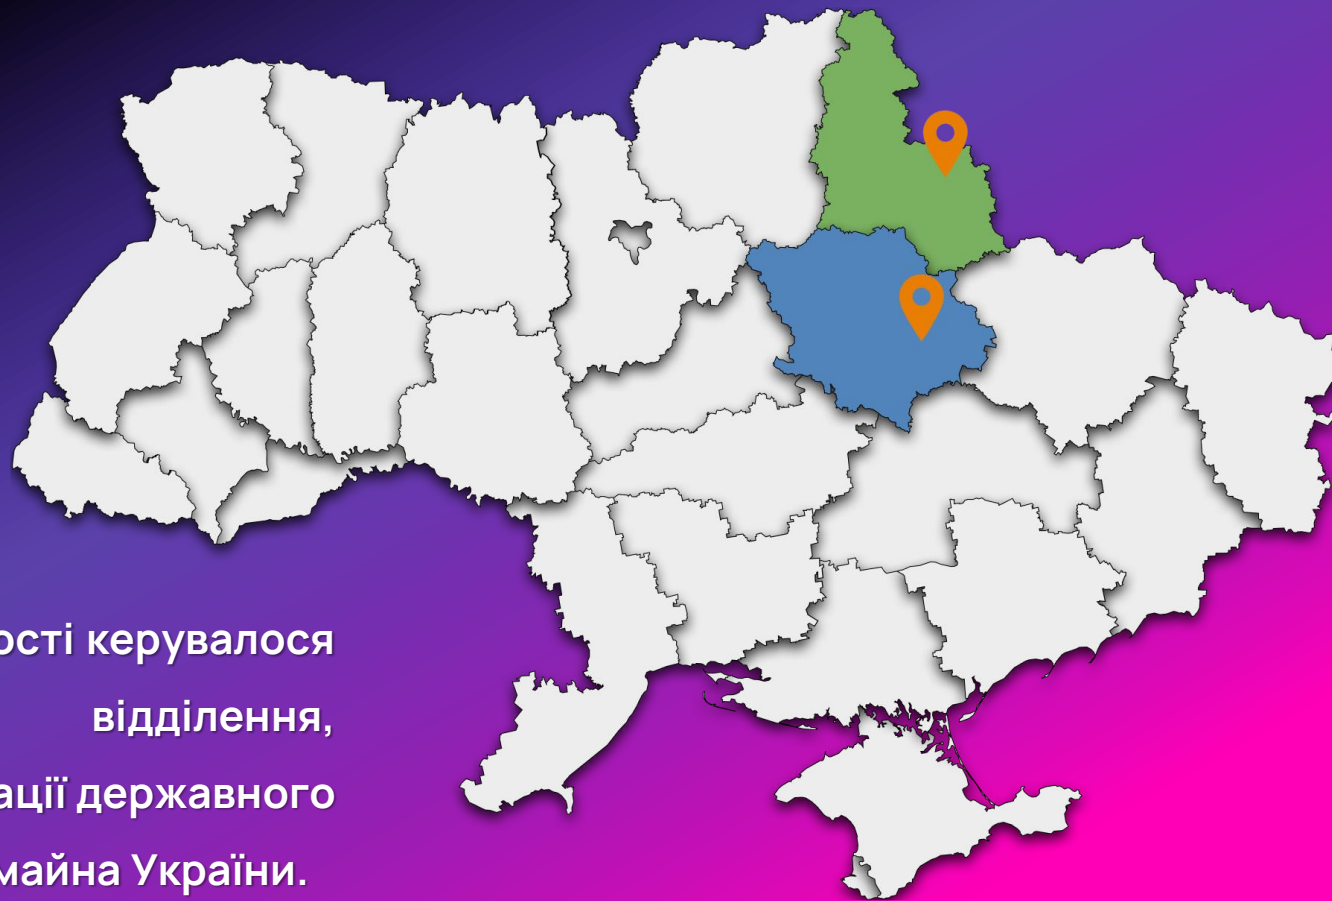 ості керувалося
відділення,
ації державного
майна України.